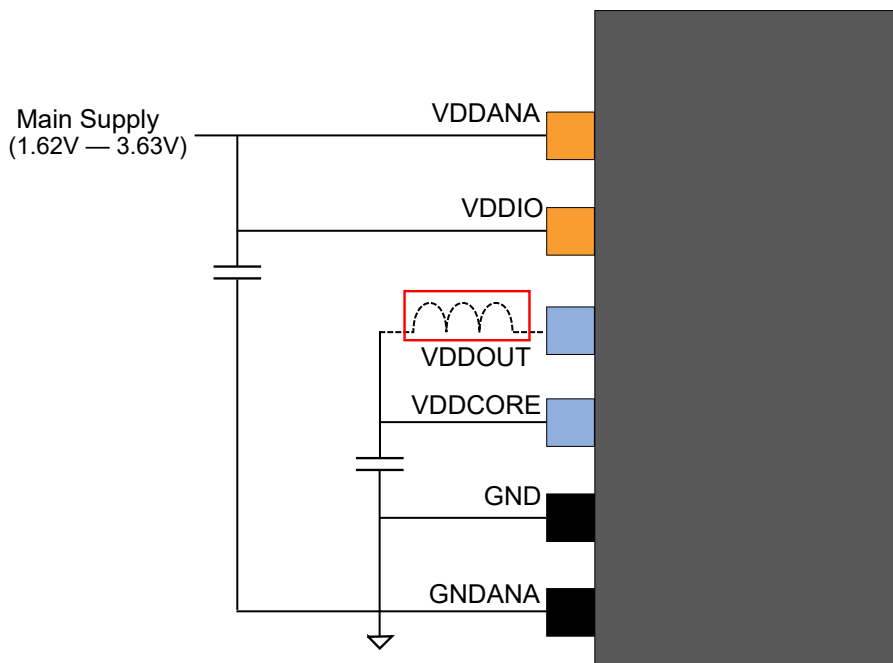 VDDANA
Main Supply
(1.62V — 3.63V)
VDDIO
VDDOUT
VDDCORE
GND
GNDANA